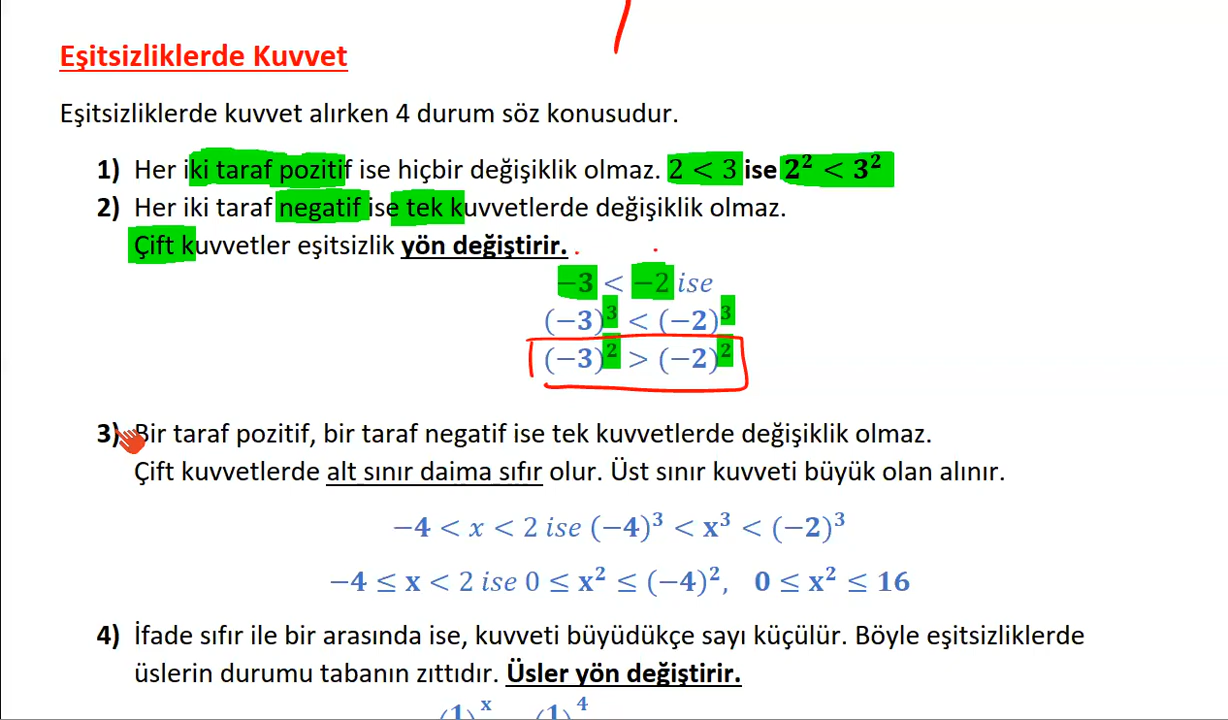 Eşitsizliklerde Kuvvet
Eşitsizliklerde kuvvet alırken 4 durum söz konusudur.
1) Her iki taraf pozitif ise hiçbir değişiklik olmaz. 2 < 3 ise 2² < 3²
2) Her iki taraf negatif ise tek kuvvetlerde değişiklik olmaz.
Çift kuvvetler eşitsizlik yön değiştirir.
−3 < −2 ise
(−3)³ < (−2)³
(−3)² > (−2)²
3) Bir taraf pozitif, bir taraf negatif ise tek kuvvetlerde değişiklik olmaz.
Çift kuvvetlerde alt sınır daima sıfır olur. Üst sınır kuvveti büyük olan alınır.
−4 < x < 2 ise (−4)³ < x³ < (−2)³
−4 ≤ x < 2 ise 0 ≤ x² ≤ (−4)², 0 ≤ x² ≤ 16
4) İfade sıfır ile bir arasında ise, kuvveti büyüdükçe sayı küçülür. Böyle eşitsizliklerde
üslerin durumu tabanın zıttıdır. Üsler yön değiştirir.